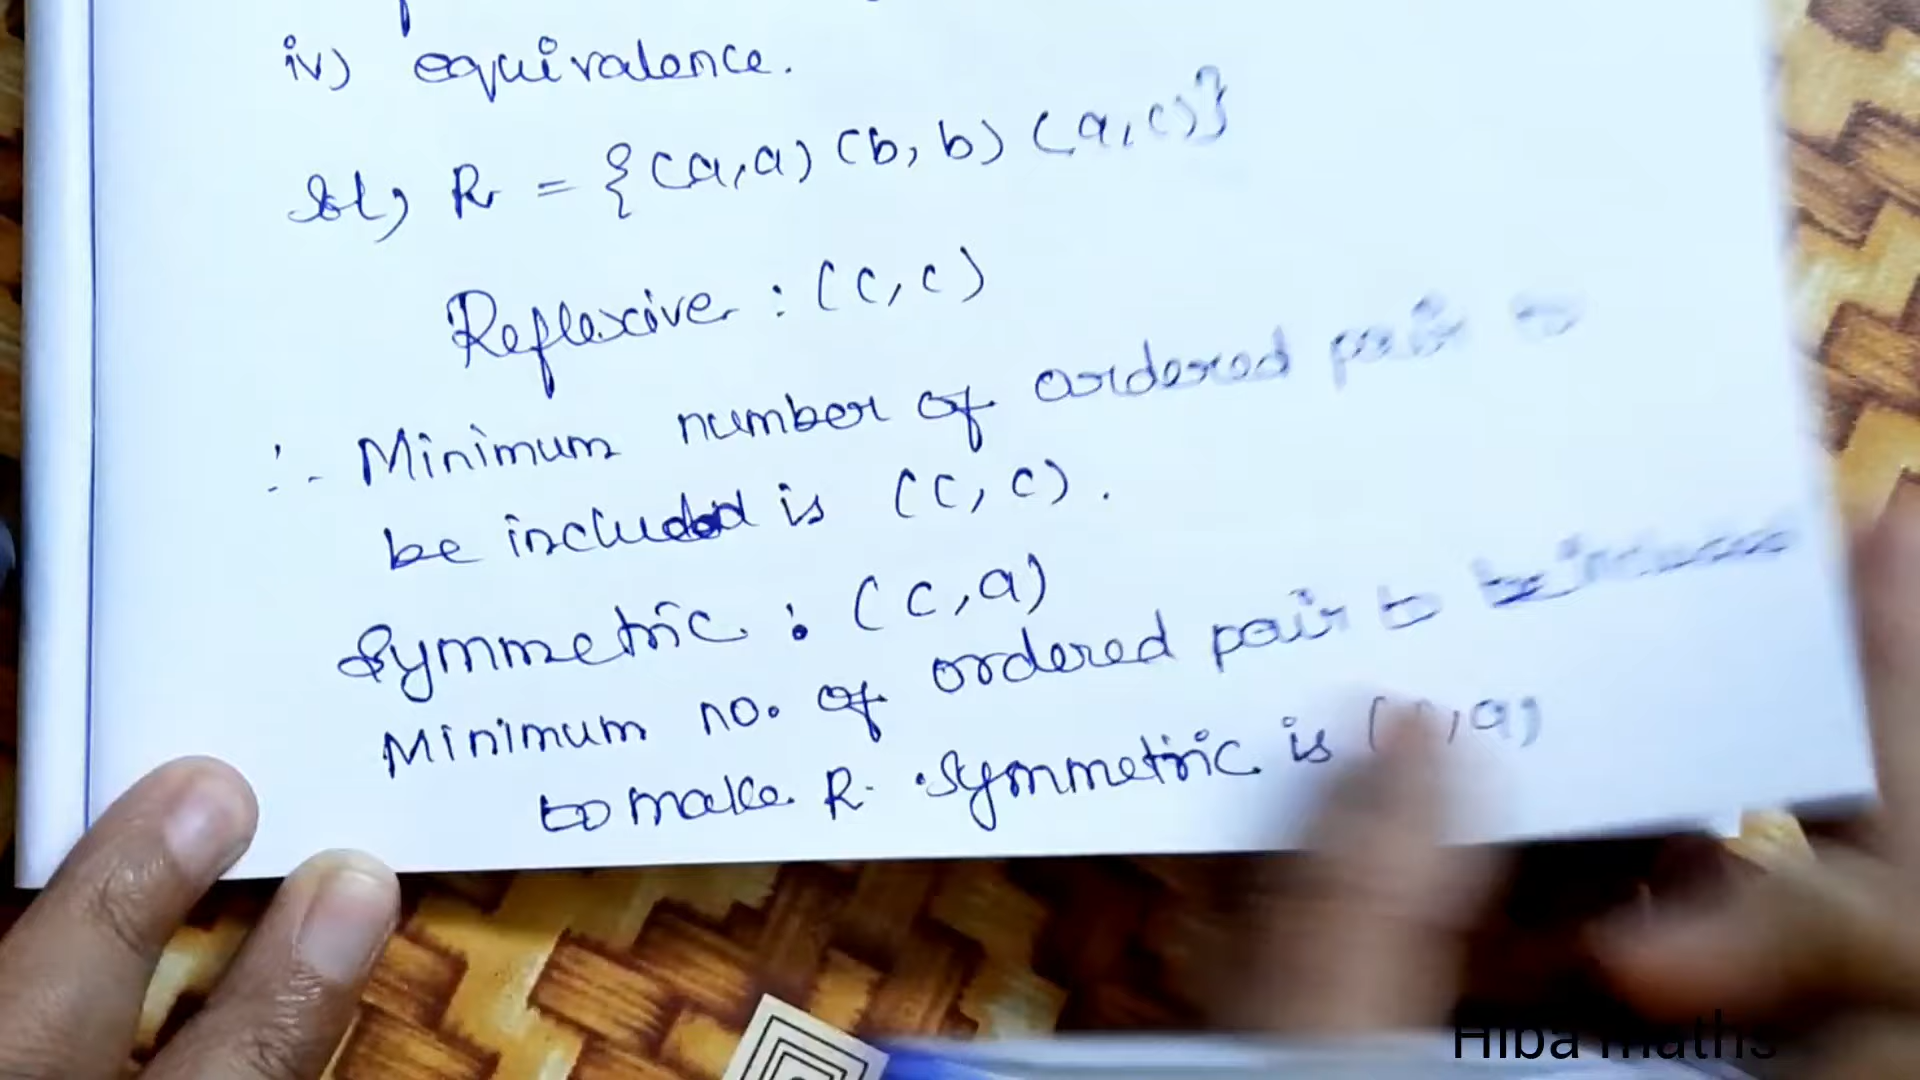 iv) equivalence.
Sol, R = {(a,a) (b,b) (a,c)}
Reflexive : (c,c)
∴ Minimum number of ordered pair to
be included is (c,c).
Symmetric : (c,a)
Minimum no. of ordered pair to be
to make R symmetric is (c,a)
Hiba maths